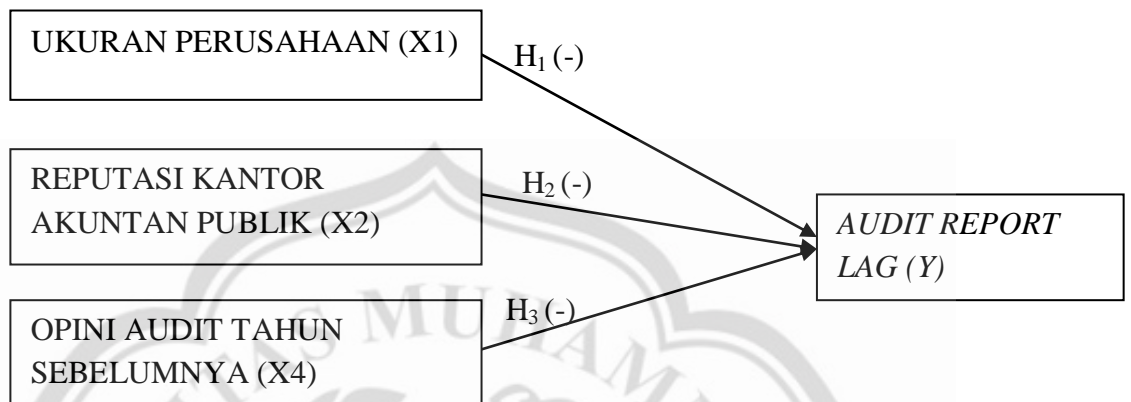 UKURAN PERUSAHAAN (X1)
H₁ (-)
REPUTASI KANTOR
AKUNTAN PUBLIK (X2)
H₂ (-)
AUDIT REPORT
LAG (Y)
H₃ (-)
OPINI AUDIT TAHUN
SEBELUMNYA (X4)